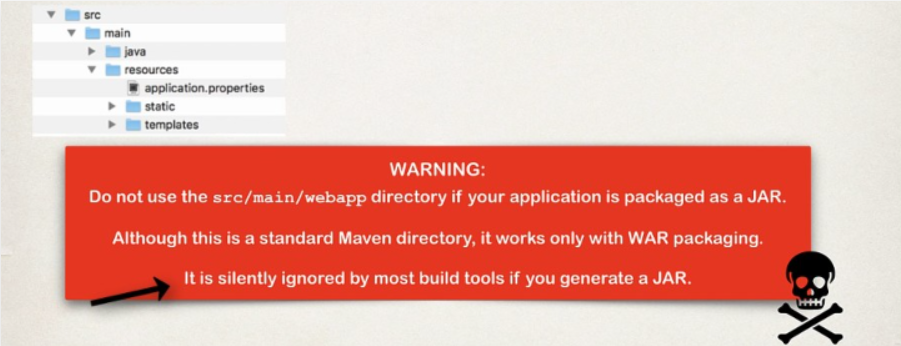 src
main
java
resources
application.properties
static
templates
WARNING:
Do not use the src/main/webapp directory if your application is packaged as a JAR.
Although this is a standard Maven directory, it works only with WAR packaging.
It is silently ignored by most build tools if you generate a JAR.